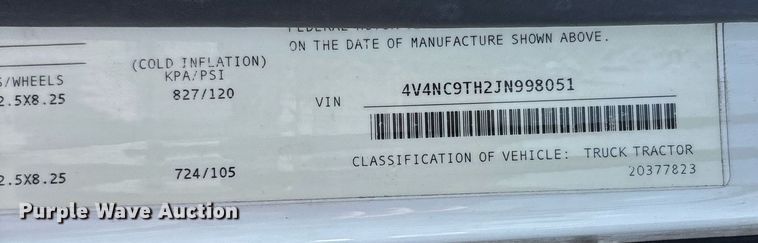 ON THE DATE OF MANUFACTURE SHOWN ABOVE.
(COLD INFLATION)
S/WHEELS KPA/PSI
2.5X8.25 827/120
VIN 4V4NC9TH2JN998051
CLASSIFICATION OF VEHICLE: TRUCK TRACTOR
2.5X8.25 724/105 20377823
Purple Wave Auction